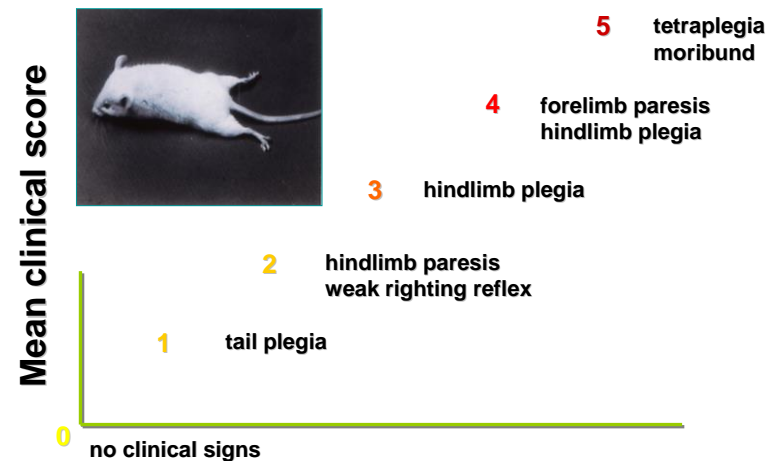 5 tetraplegia
moribund
4 forelimb paresis
hindlimb plegia
3 hindlimb plegia
2 hindlimb paresis
weak righting reflex
1 tail plegia
0 no clinical signs
Mean clinical score